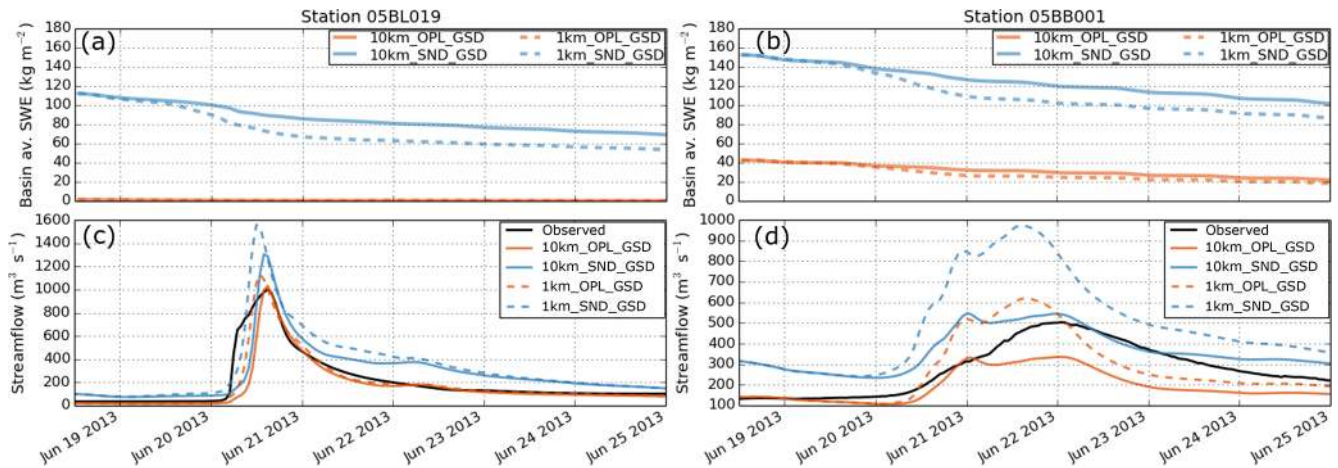 Station 05BL019
Station 05BB001
(a)
10km_OPL_GSD
1km_OPL_GSD
10km_SND_GSD
1km_SND_GSD
Basin av. SWE (kg m⁻²)
180
160
140
120
100
80
60
40
20
0
(b)
10km_OPL_GSD
1km_OPL_GSD
10km_SND_GSD
1km_SND_GSD
Basin av. SWE (kg m⁻²)
180
160
140
120
100
80
60
40
20
0
(c)
Observed
10km_OPL_GSD
10km_SND_GSD
1km_OPL_GSD
1km_SND_GSD
Streamflow (m³ s⁻¹)
1600
1400
1200
1000
800
600
400
200
0
Jun 19 2013
Jun 20 2013
Jun 21 2013
Jun 22 2013
Jun 23 2013
Jun 24 2013
Jun 25 2013
(d)
Observed
10km_OPL_GSD
10km_SND_GSD
1km_OPL_GSD
1km_SND_GSD
Streamflow (m³ s⁻¹)
1000
900
800
700
600
500
400
300
200
100
Jun 19 2013
Jun 20 2013
Jun 21 2013
Jun 22 2013
Jun 23 2013
Jun 24 2013
Jun 25 2013